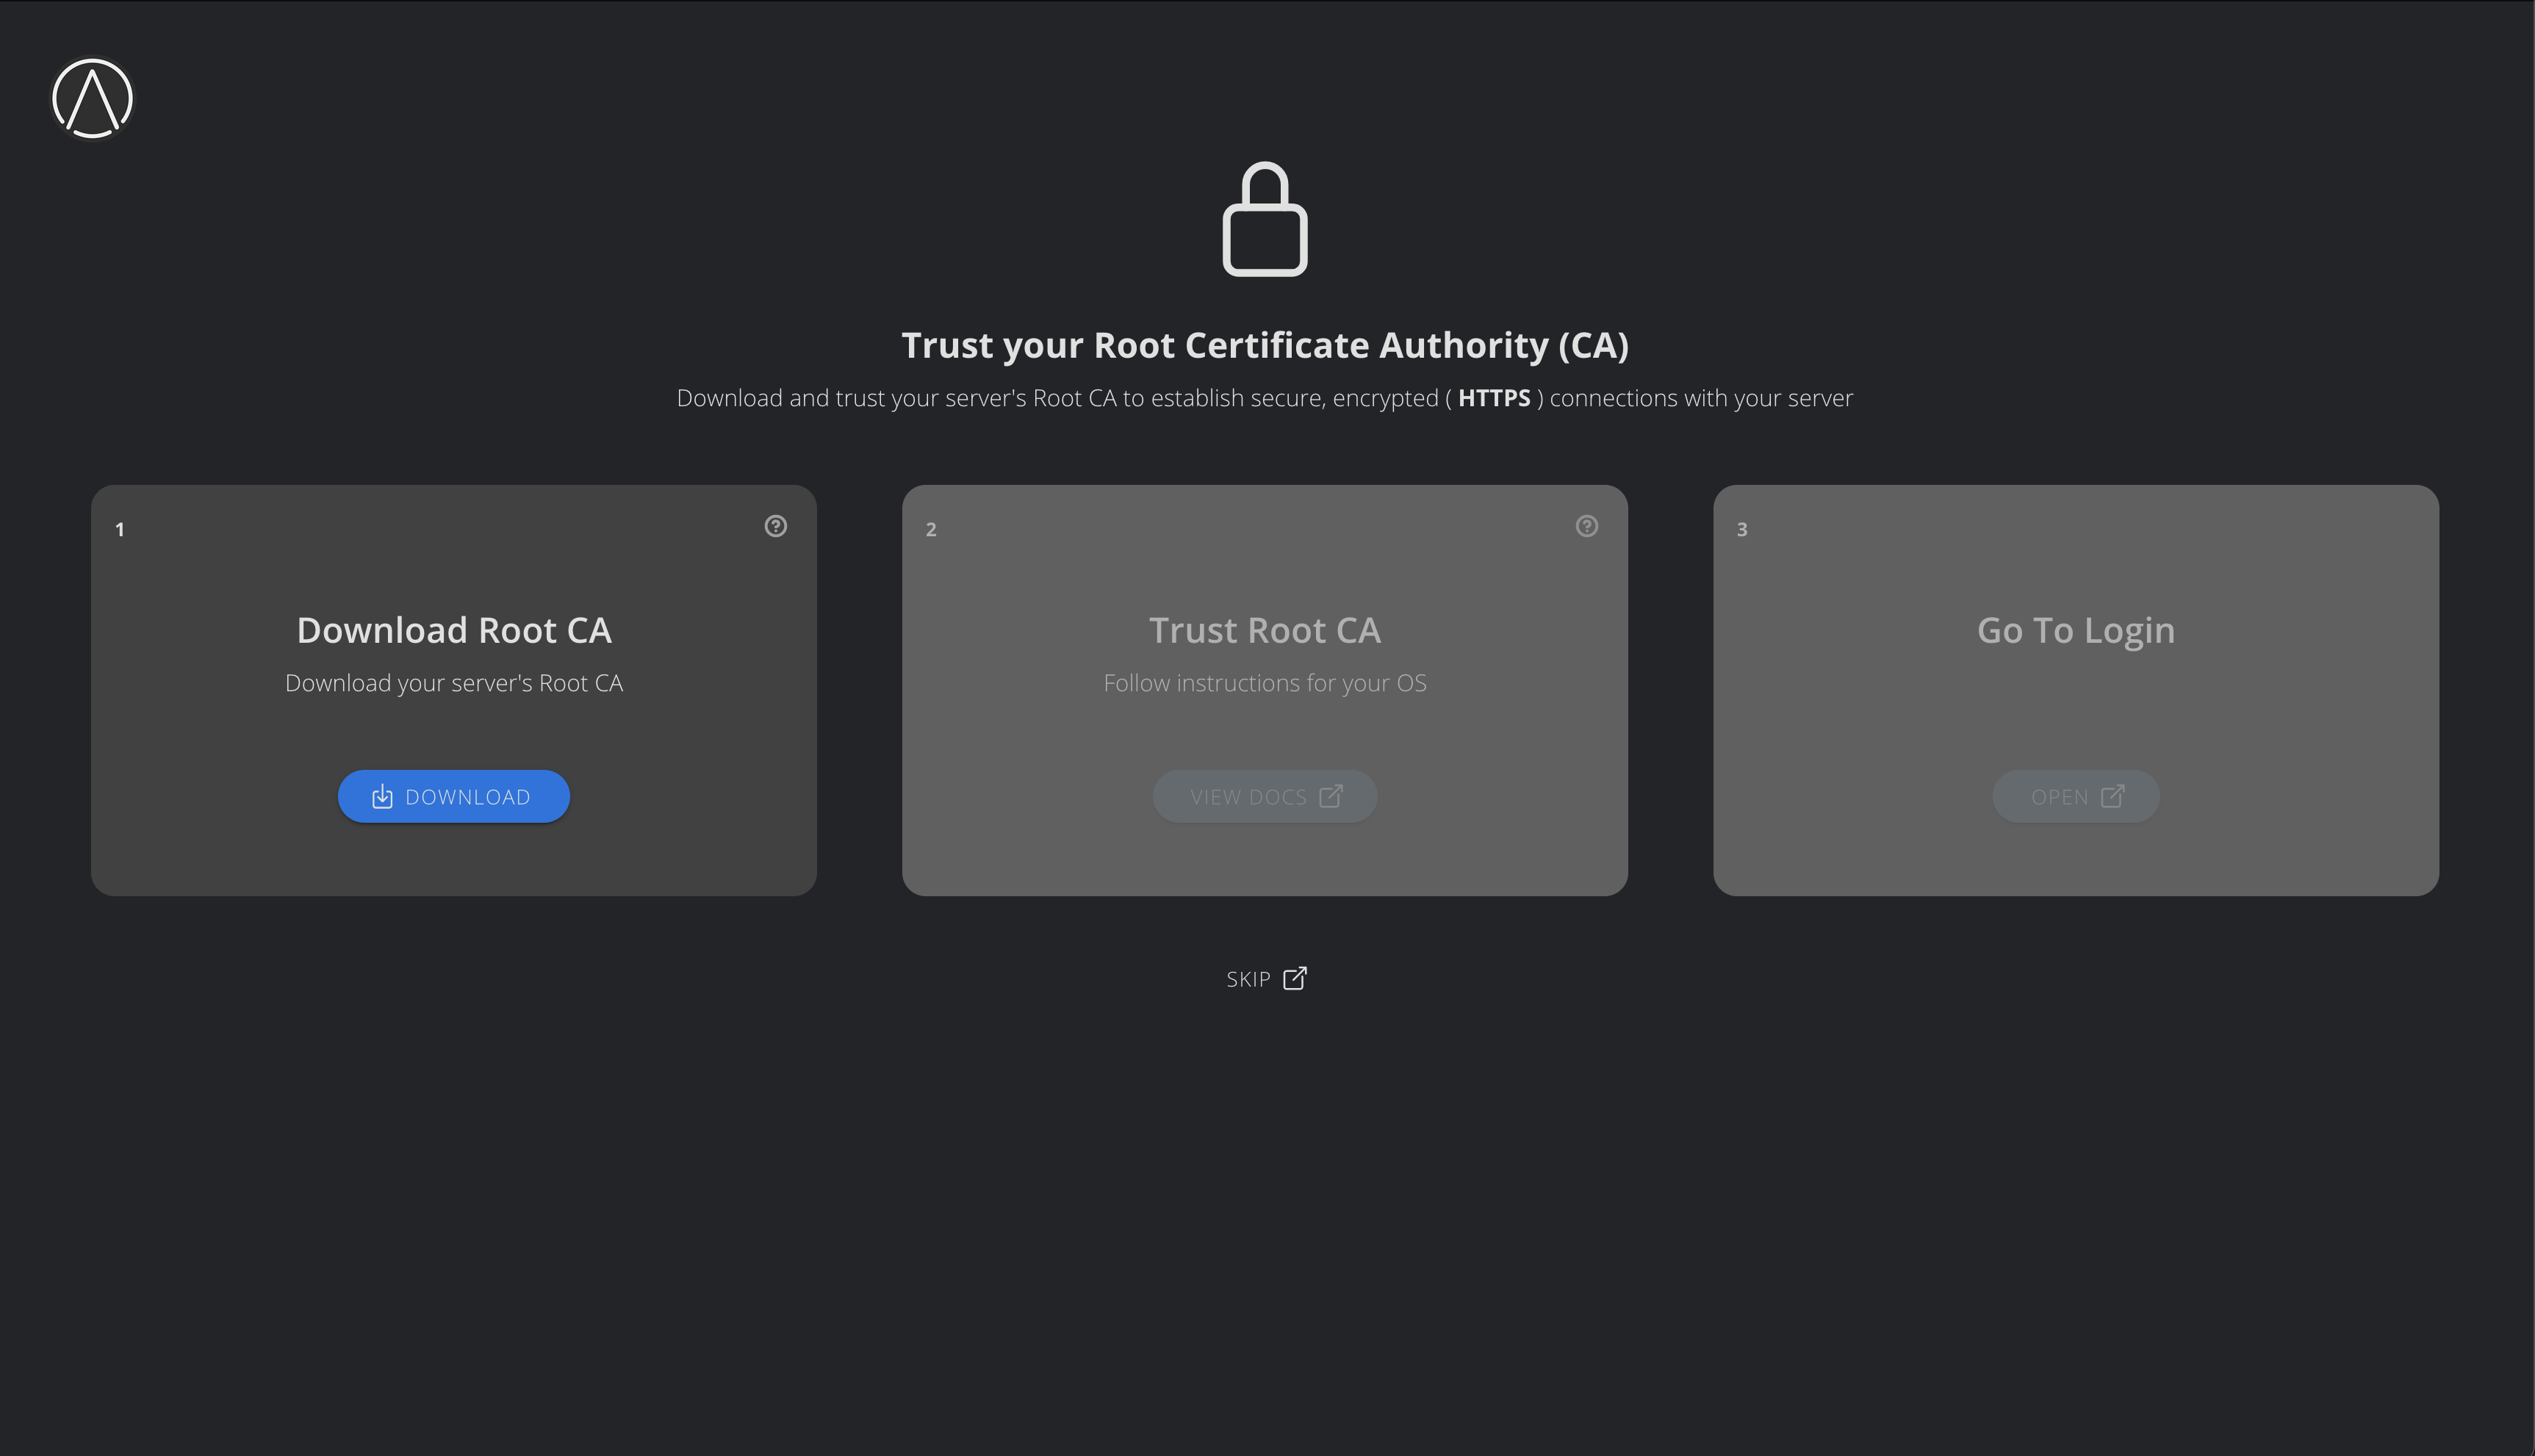 Trust your Root Certificate Authority (CA)
Download and trust your server's Root CA to establish secure, encrypted ( HTTPS ) connections with your server
1
Download Root CA
Download your server's Root CA
DOWNLOAD
2
Trust Root CA
Follow instructions for your OS
VIEW DOCS
3
Go To Login
OPEN
SKIP